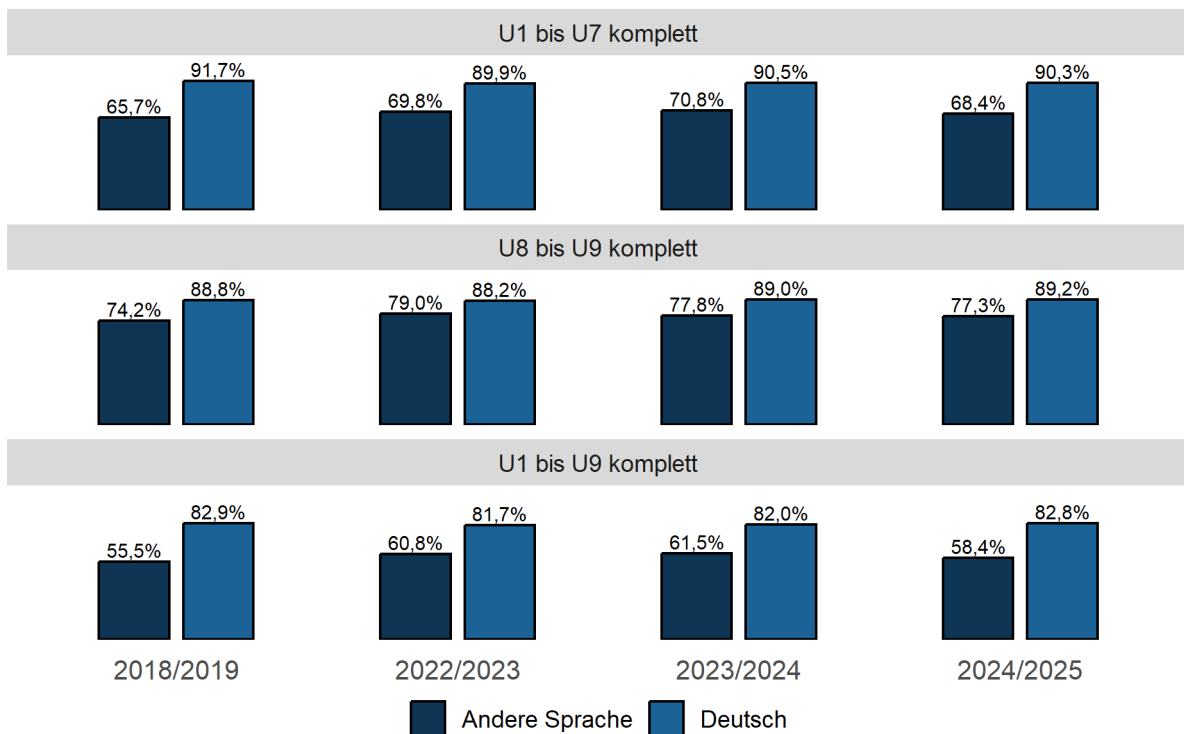 U1 bis U7 komplett
65,7% 91,7% 69,8% 89,9% 70,8% 90,5% 68,4% 90,3%
U8 bis U9 komplett
74,2% 88,8% 79,0% 88,2% 77,8% 89,0% 77,3% 89,2%
U1 bis U9 komplett
55,5% 82,9% 60,8% 81,7% 61,5% 82,0% 58,4% 82,8%
2018/2019 2022/2023 2023/2024 2024/2025
Andere Sprache Deutsch